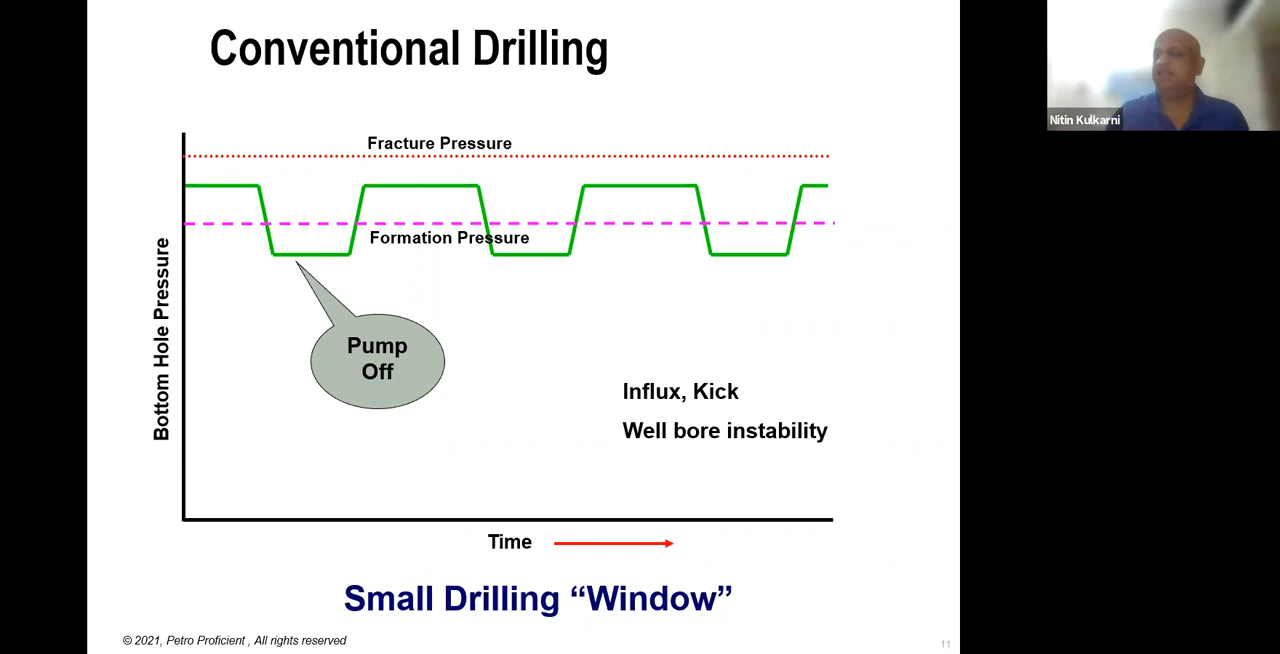 Conventional Drilling
Nitin Kulkarni
Fracture Pressure
Formation Pressure
Bottom Hole Pressure
Pump
Off
Influx, Kick
Well bore instability
Time
Small Drilling “Window”
© 2021, Petro Proficient , All rights reserved
11